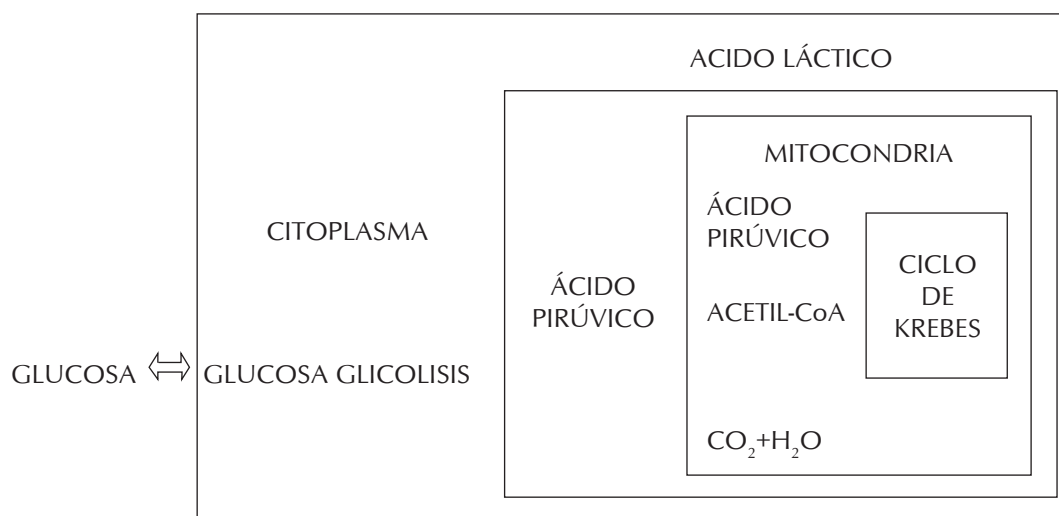 ACIDO LÁCTICO
MITOCONDRIA
ÁCIDO
PIRÚVICO
CITOPLASMA
CICLO
DE
KREBES
ÁCIDO
PIRÚVICO
ACETIL-CoA
GLUCOSA
GLUCOSA GLICOLISIS
CO₂+H₂O